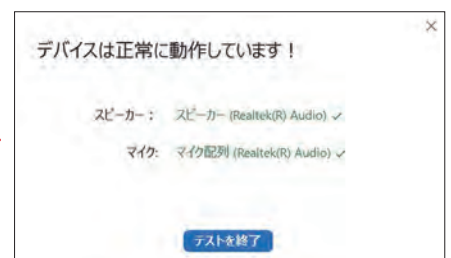 デバイスは正常に動作しています！
スピーカー： スピーカー (Realtek(R) Audio) ✓
マイク: マイク配列 (Realtek(R) Audio) ✓
テストを終了